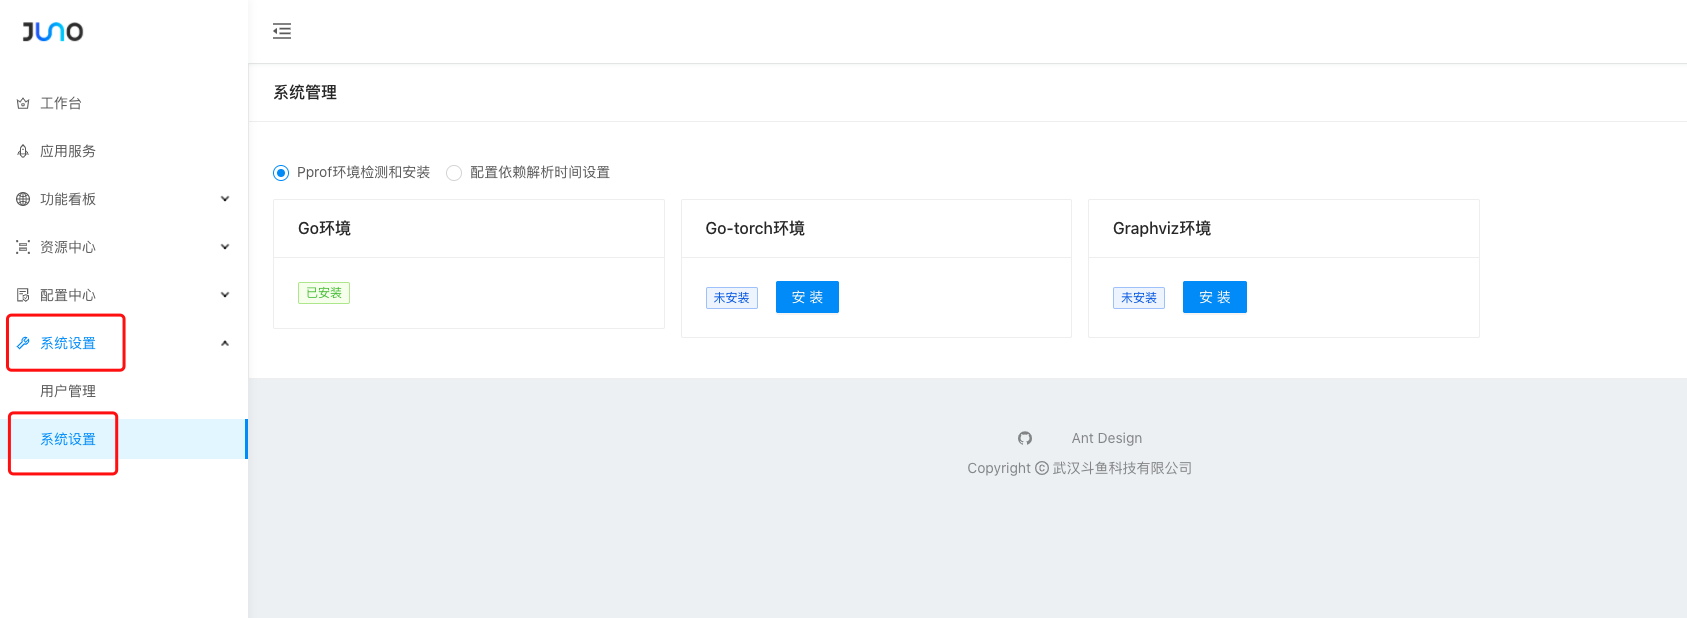 JUNO
工作台
应用服务
功能看板
资源中心
配置中心
系统设置
用户管理
系统设置
系统管理
Pprof环境检测和安装 配置依赖解析时间设置
Go环境
已安装
Go-torch环境
未安装 安 装
Graphviz环境
未安装 安 装
Ant Design
Copyright © 武汉斗鱼科技有限公司